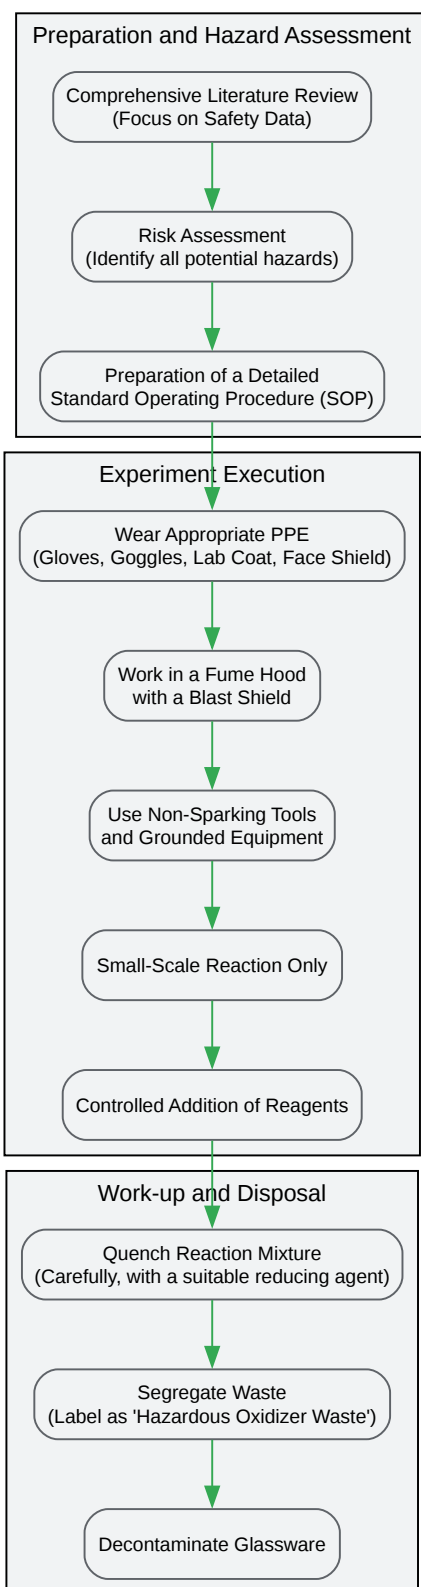 Preparation and Hazard Assessment
Comprehensive Literature Review
(Focus on Safety Data)
Risk Assessment
(Identify all potential hazards)
Preparation of a Detailed
Standard Operating Procedure (SOP)
Experiment Execution
Wear Appropriate PPE
(Gloves, Goggles, Lab Coat, Face Shield)
Work in a Fume Hood
with a Blast Shield
Use Non-Sparking Tools
and Grounded Equipment
Small-Scale Reaction Only
Controlled Addition of Reagents
Work-up and Disposal
Quench Reaction Mixture
(Carefully, with a suitable reducing agent)
Segregate Waste
(Label as 'Hazardous Oxidizer Waste')
Decontaminate Glassware